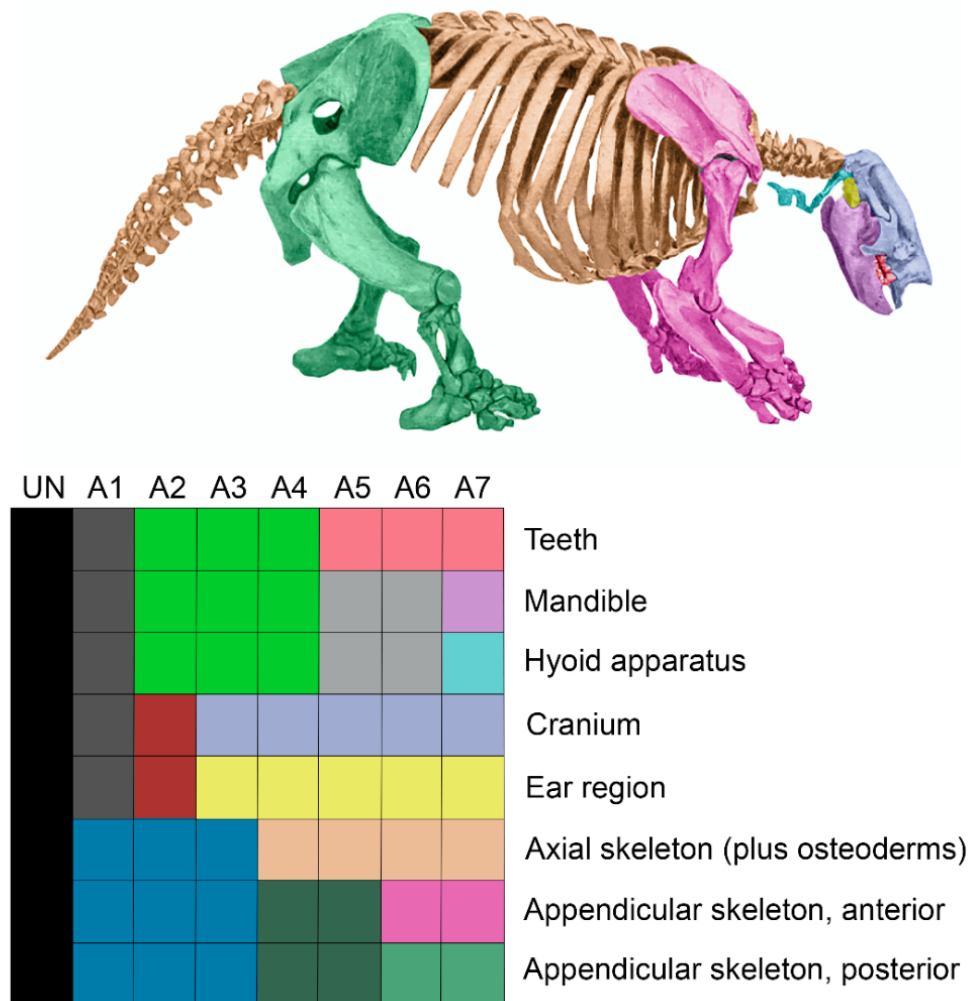 UN A1 A2 A3 A4 A5 A6 A7
Teeth
Mandible
Hyoid apparatus
Cranium
Ear region
Axial skeleton (plus osteoderms)
Appendicular skeleton, anterior
Appendicular skeleton, posterior